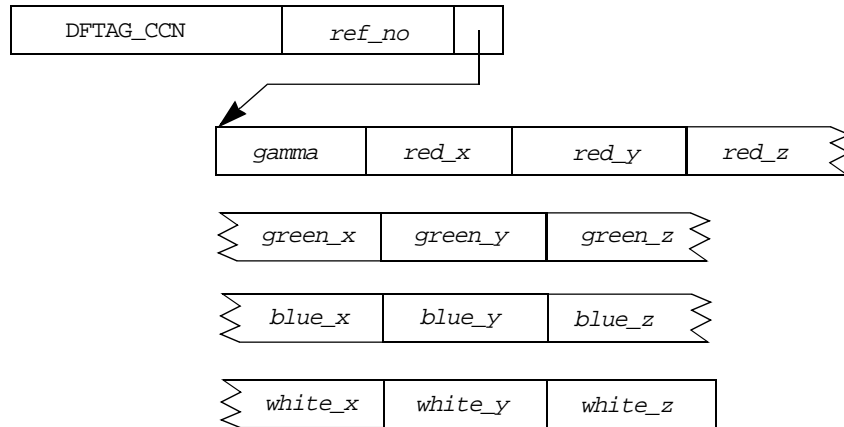 DFTAG_CCN ref_no
gamma red_x red_y red_z
green_x green_y green_z
blue_x blue_y blue_z
white_x white_y white_z